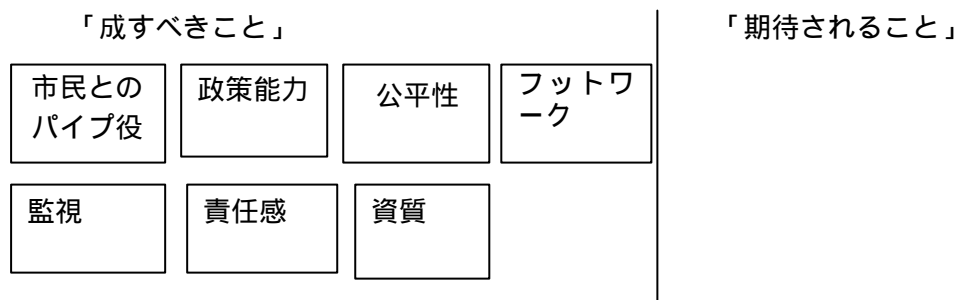 「成すべきこと」
「期待されること」
市民との
パイプ役
政策能力
公平性
フットワ
ーク
監視
責任感
資質